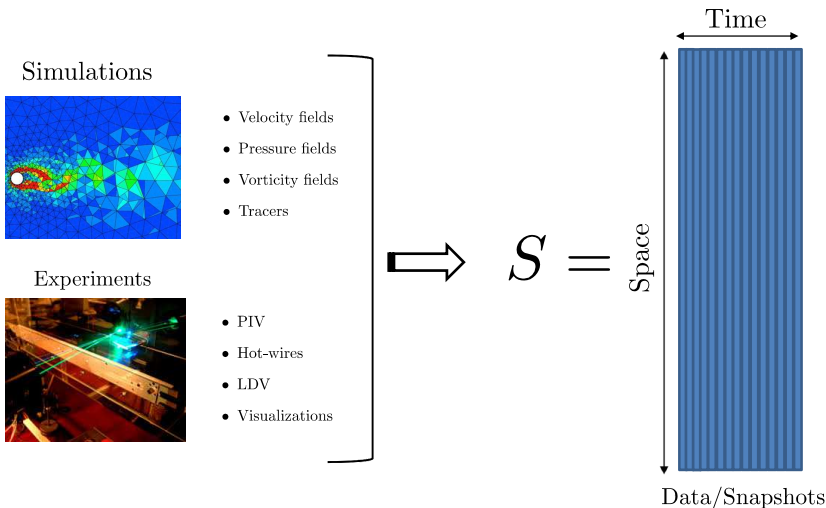 Simulations
• Velocity fields
• Pressure fields
• Vorticity fields
• Tracers
Experiments
• PIV
• Hot-wires
• LDV
• Visualizations
S =
Time
Space
Data/Snapshots